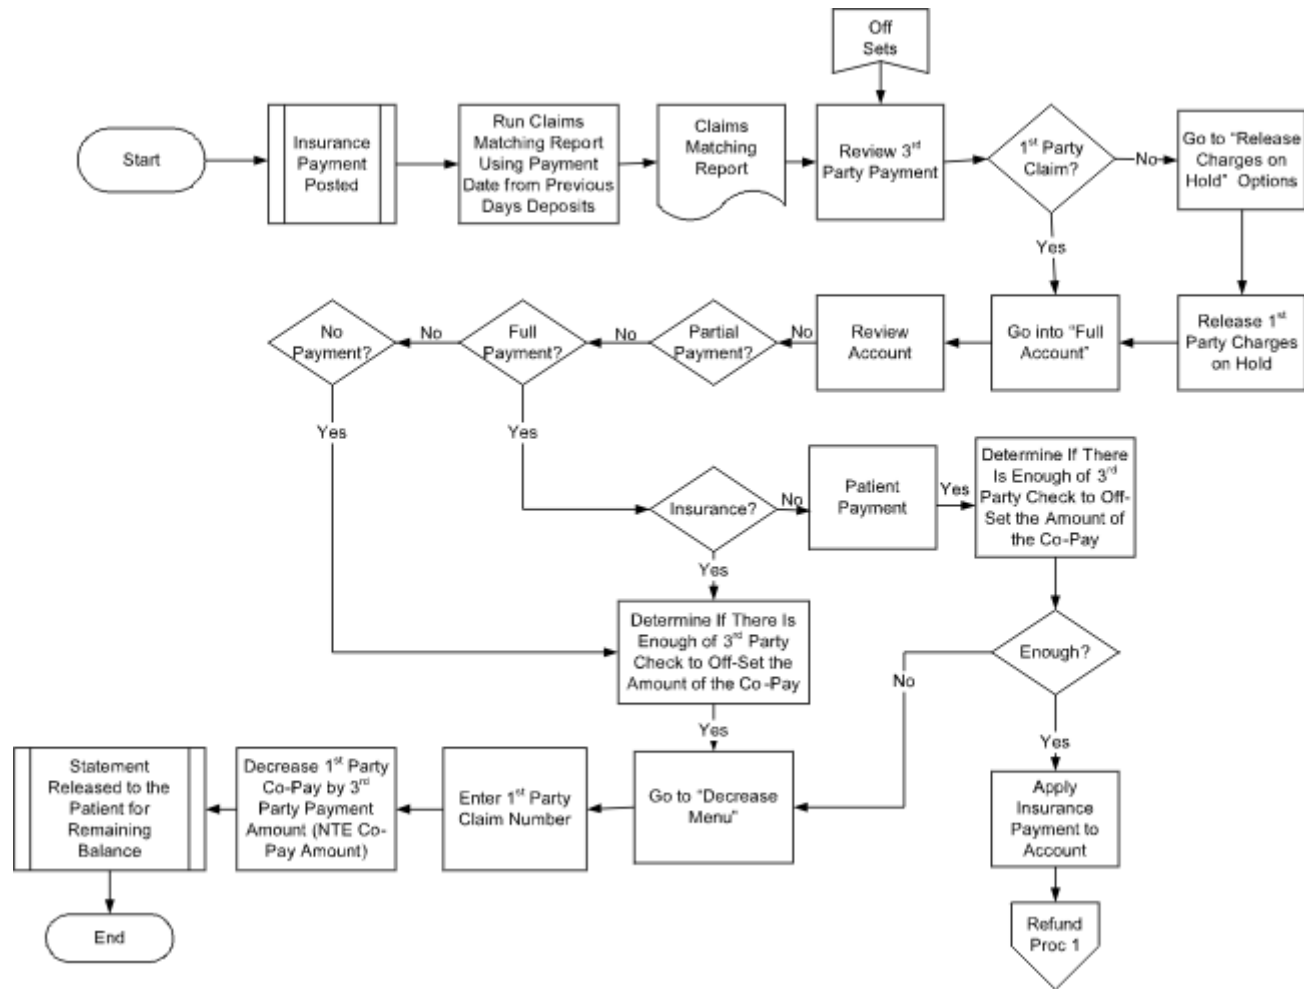 Off
Sets
Start
Insurance
Payment
Posted
Run Claims
Matching Report
Using Payment
Date from Previous
Days Deposits
Claims
Matching
Report
Review 3rd
Party Payment
1st Party
Claim?
No
Go to “Release
Charges on
Hold” Options
Yes
No
Payment?
No
Full
Payment?
No
Partial
Payment?
No
Review
Account
Go into “Full
Account”
Release 1st
Party Charges
on Hold
Yes
Yes
Insurance?
No
Patient
Payment
Yes
Determine If There
Is Enough of 3rd
Party Check to Off-
Set the Amount of
the Co-Pay
Yes
Determine If There Is
Enough of 3rd Party
Check to Off-Set the
Amount of the Co-Pay
Enough?
No
Yes
Yes
Statement
Released to the
Patient for
Remaining
Balance
Decrease 1st Party
Co-Pay by 3rd
Party Payment
Amount (NTE Co-
Pay Amount)
Enter 1st Party
Claim Number
Go to “Decrease
Menu”
Apply
Insurance
Payment to
Account
End
Refund
Proc 1